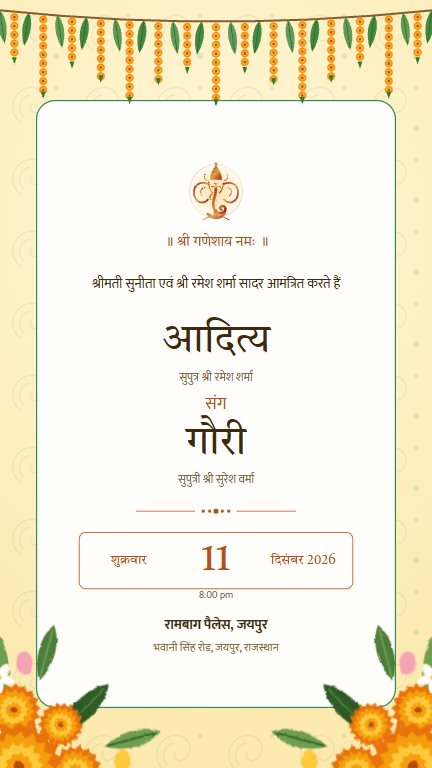 ॥ श्री गणेशाय नमः ॥
श्रीमती सुनीता एवं श्री रमेश शर्मा सादर आमंत्रित करते हैं
आदित्य
सुपुत्र श्री रमेश शर्मा
संग
गौरी
सुपुत्री श्री सुरेश वर्मा
शुक्रवार 11 दिसंबर 2026
8:00 pm
रामबाग पैलेस, जयपुर
भवानी सिंह रोड, जयपुर, राजस्थान